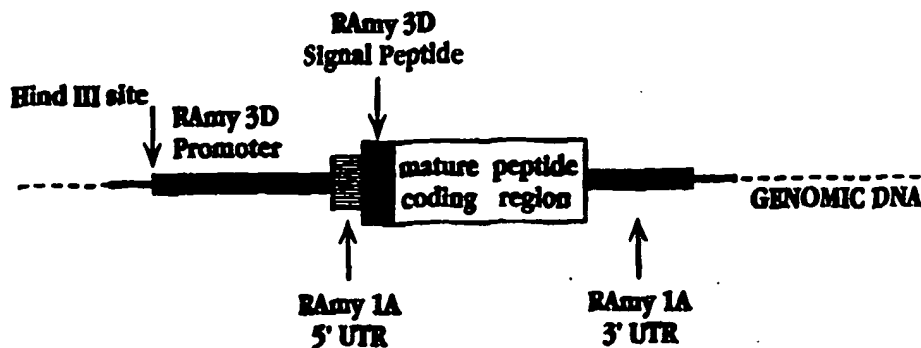 RAmy 3D
Signal Peptide
Hind III site
RAmy 3D
Promoter
mature peptide
coding region
GENOMIC DNA
RAmy 1A
5' UTR
RAmy 1A
3' UTR